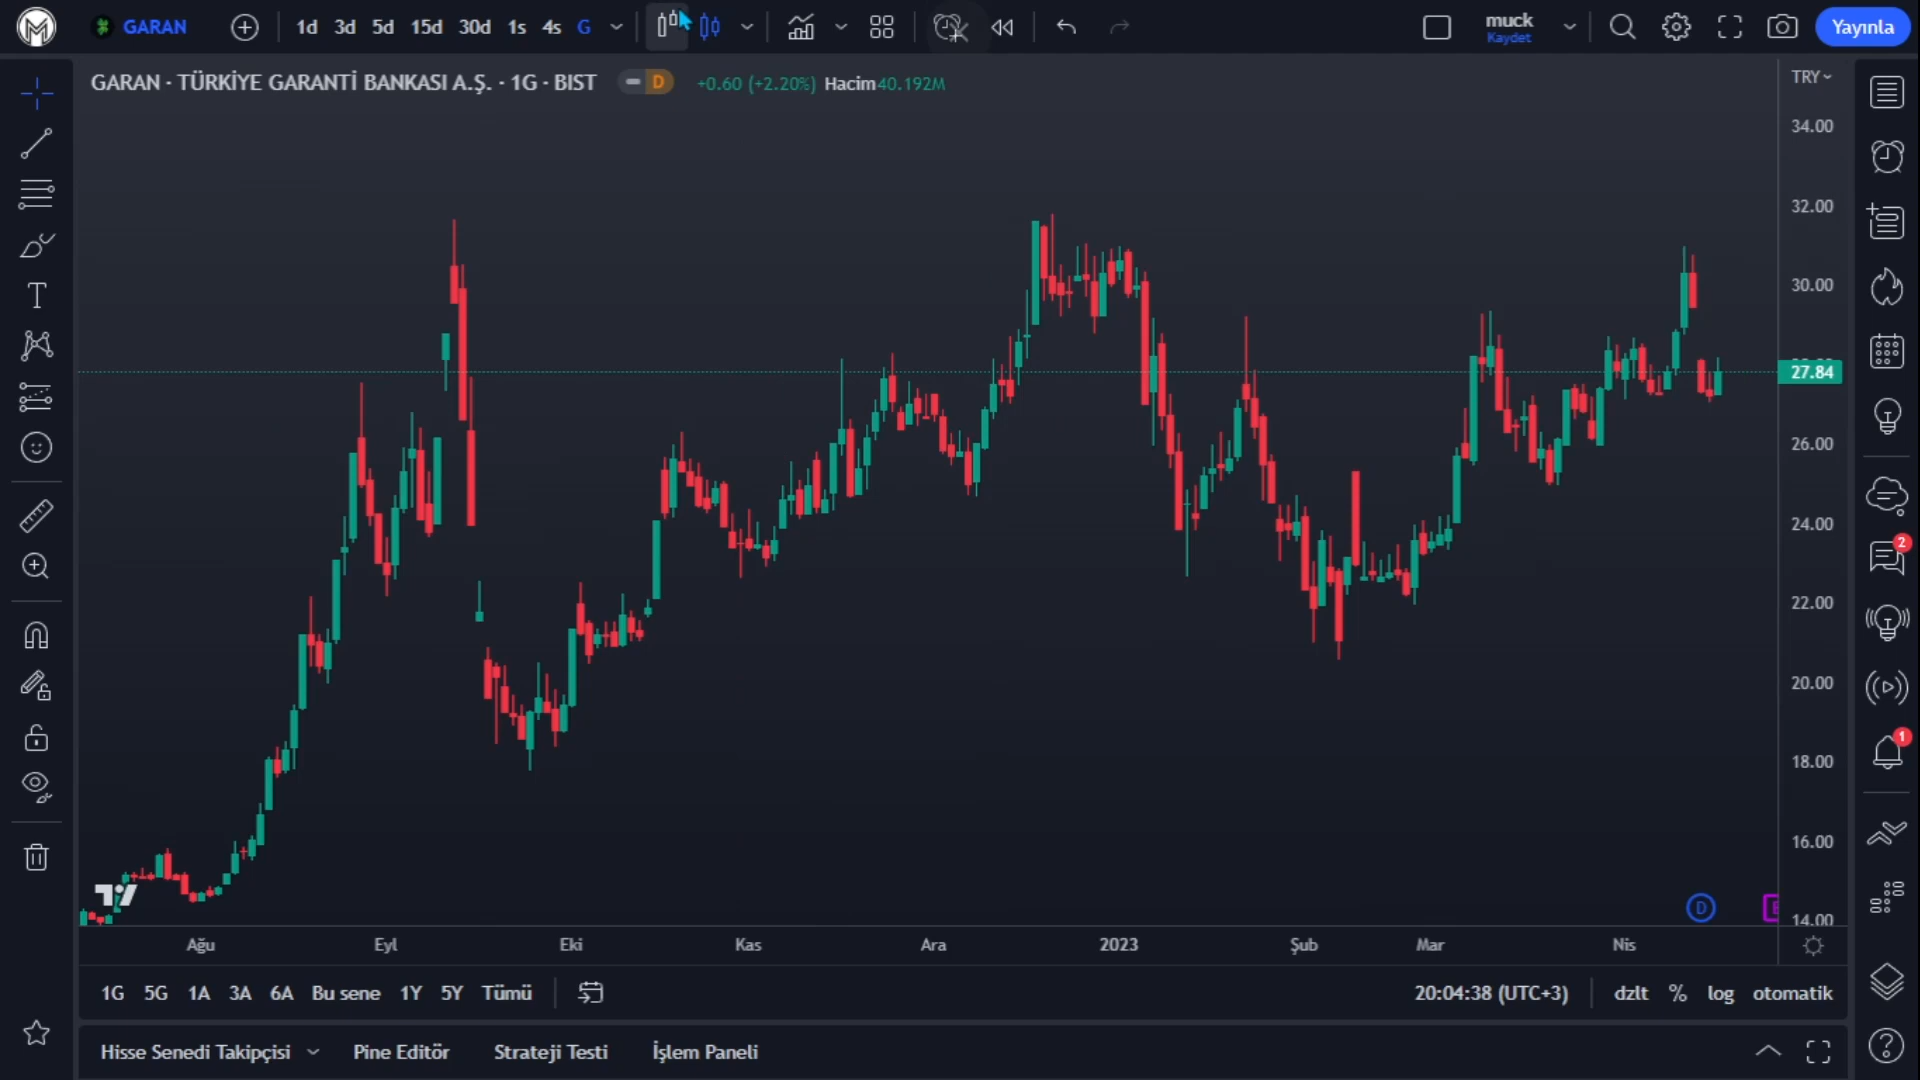 GARAN 1d 3d 5d 15d 30d 1s 4s G muck Yayınla
Kaydet
GARAN · TÜRKİYE GARANTİ BANKASI A.Ş. · 1G · BIST D +0.60 (+2.20%) Hacim 40.192M
TRY
34.00
32.00
30.00
27.84
26.00
24.00
22.00
20.00
18.00
16.00
14.00
2
1
D E
Ağu Eyl Eki Kas Ara 2023 Şub Mar Nis
1G 5G 1A 3A 6A Bu sene 1Y 5Y Tümü 20:04:38 (UTC+3) dzlt % log otomatik
Hisse Senedi Takipçisi Pine Editör Strateji Testi İşlem Paneli